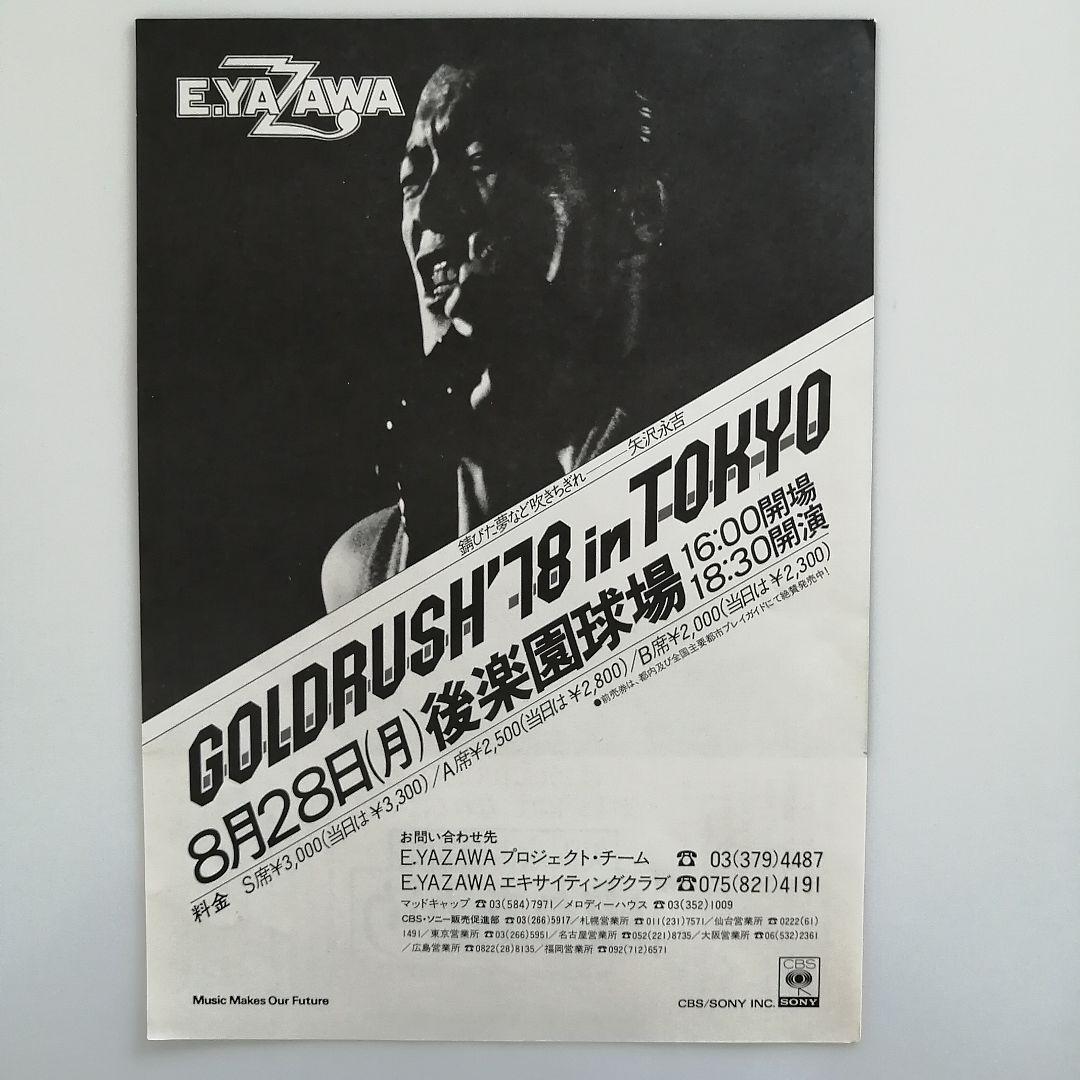 E.YAZAWA
錆びた夢など吹きちぎれ──矢沢永吉
GOLDRUSH'78 in TOKYO
8月28日(月)後楽園球場 16:00開場
18:30開演
料金 S席¥3,000(当日は¥3,300)/A席¥2,500(当日は¥2,800)/B席¥2,000(当日は¥2,300)
●前売券は、都内及び全国主要都市プレイガイドにて絶賛発売中!
お問い合わせ先
E.YAZAWA プロジェクト・チーム ☎ 03(379)4487
E.YAZAWA エキサイティングクラブ ☎075(821)4191
マッドキャップ ☎03(584)7971/メロディーハウス ☎03(352)1009
CBS・ソニー販売促進部 ☎03(266)5917/札幌営業所 ☎011(231)7571/仙台営業所 ☎0222(61)
1491/東京営業所 ☎03(266)5951/名古屋営業所 ☎052(221)8735/大阪営業所 ☎06(532)2361
/広島営業所 ☎0822(28)8135/福岡営業所 ☎092(712)6571
CBS
SONY
Music Makes Our Future
CBS/SONY INC.